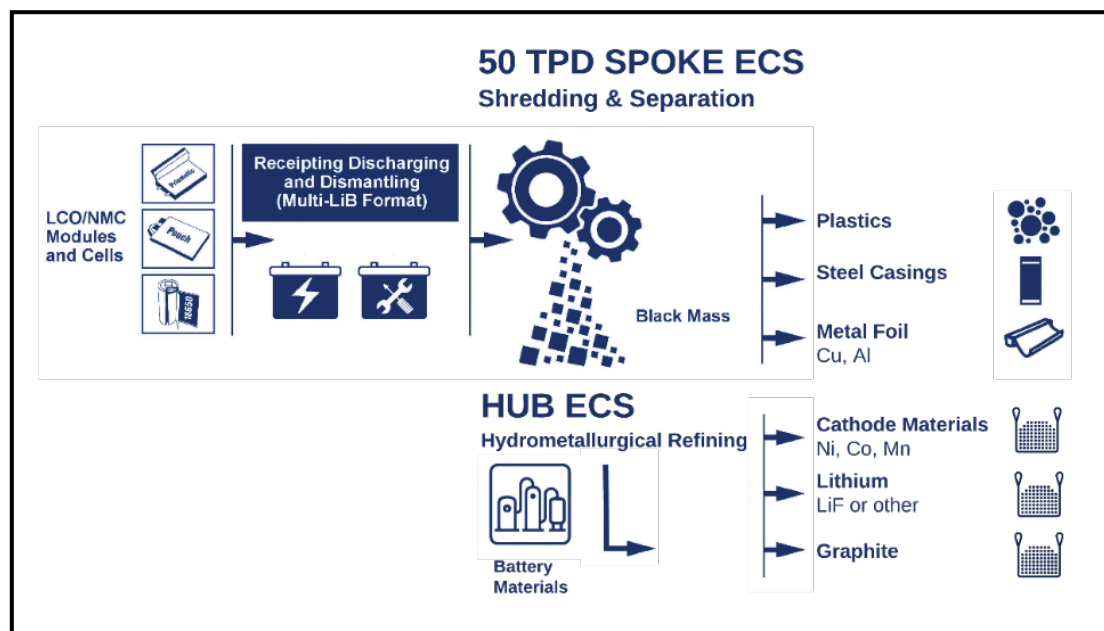 50 TPD SPOKE ECS
Shredding & Separation
LCO/NMC
Modules
and Cells
Prismatic
Pouch
18650
Receipting Discharging
and Dismantling
(Multi-LiB Format)
Black Mass
Plastics
Steel Casings
Metal Foil
Cu, Al
HUB ECS
Hydrometallurgical Refining
Battery
Materials
Cathode Materials
Ni, Co, Mn
Lithium
LiF or other
Graphite